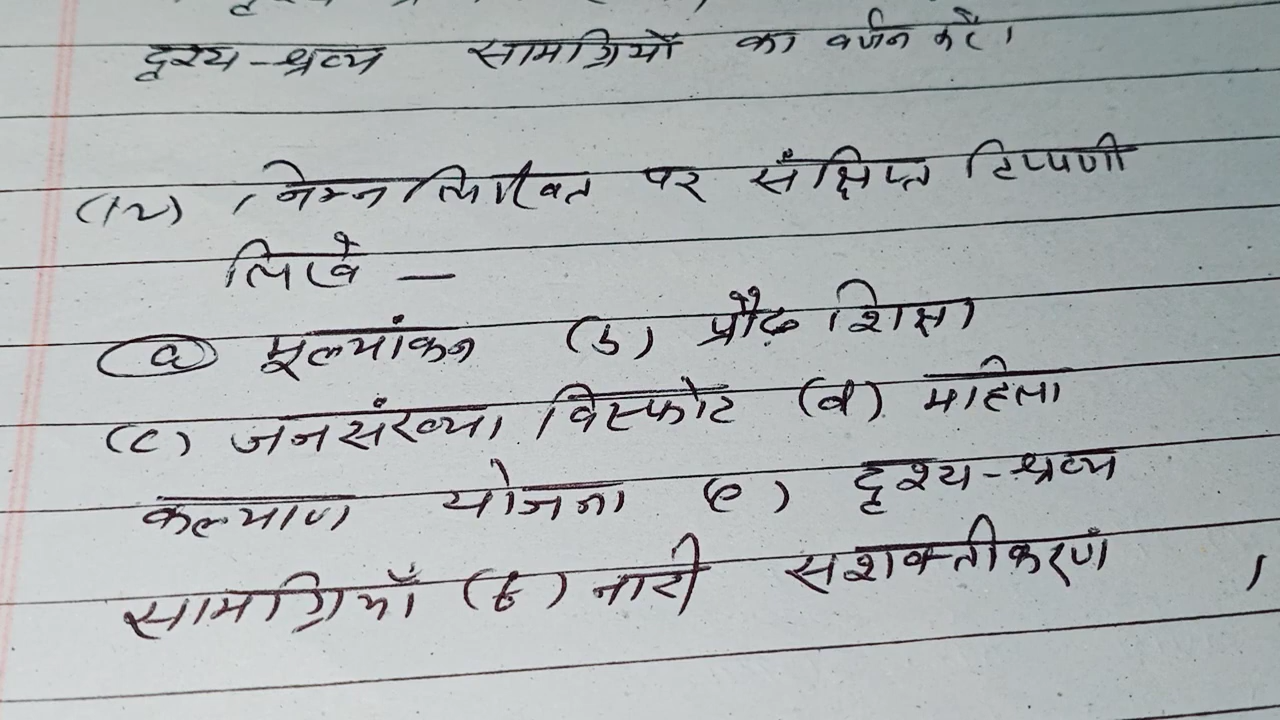 दृश्य-श्रव्य सामग्रियों का वर्णन करें।
(12) निम्नलिखित पर संक्षिप्त टिप्पणी
लिखें —
(a) मूल्यांकन (b) प्रौढ़ शिक्षा
(c) जनसंख्या विस्फोट (d) महिला
कल्याण योजना (e) दृश्य-श्रव्य
सामग्रियाँ (f) नारी सशक्तीकरण ।